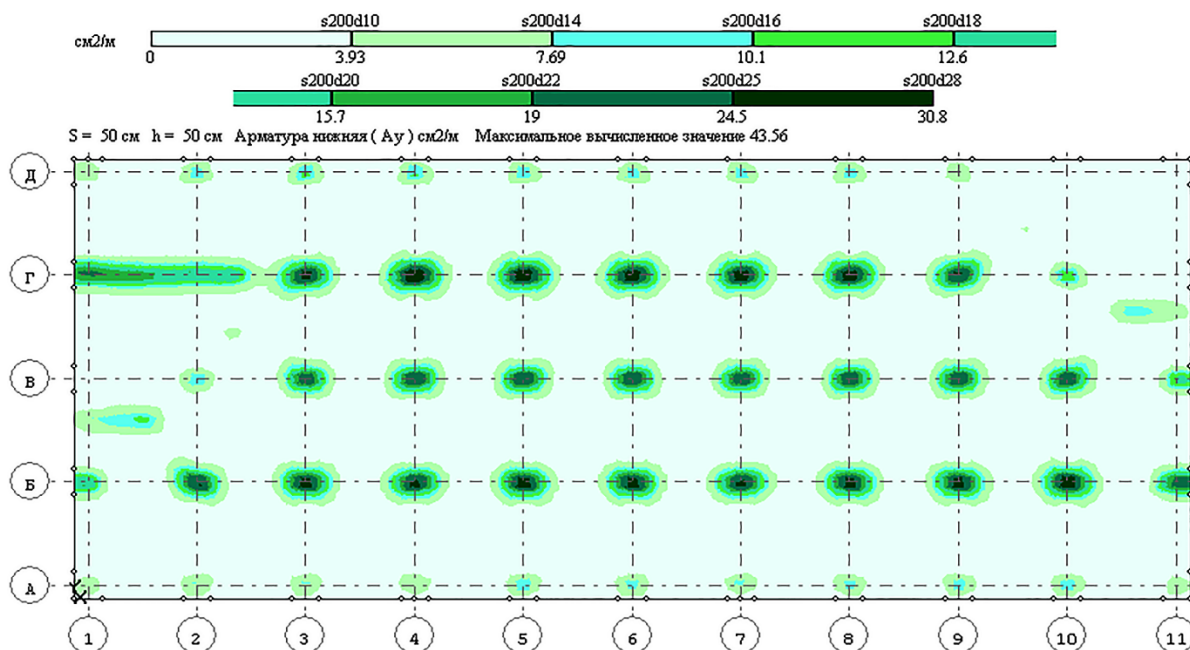 s200d10 s200d14 s200d16 s200d18
см2/м
0 3.93 7.69 10.1 12.6
s200d20 s200d22 s200d25 s200d28
15.7 19 24.5 30.8
S = 50 см h = 50 см Арматура нижняя ( Ay ) см2/м Максимальное вычисленное значение 43.56
Д
Г
В
Б
А
1 2 3 4 5 6 7 8 9 10 11